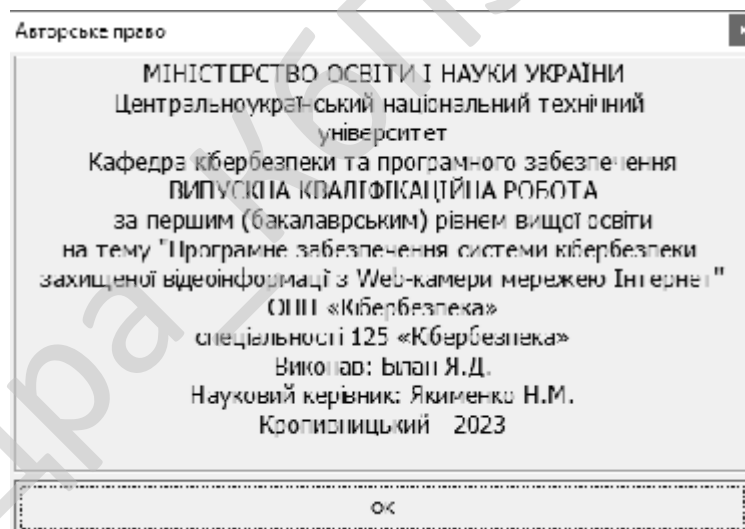 Авторське право
МІНІСТЕРСТВО ОСВІТИ І НАУКИ УКРАЇНИ
Центральноукраїнський національний технічний
університет
Кафедра кібербезпеки та програмного забезпечення
ВИПУСКНА КВАЛІФІКАЦІЙНА РОБОТА
за першим (бакалаврським) рівнем вищої освіти
на тему "Програмне забезпечення системи кібербезпеки
захищеної відеоінформації з Web-камери мережею Інтернет"
ОПП «Кібербезпека»
спеціальності 125 «Кібербезпека»
Виконав: Білан Я.Д.
Науковий керівник: Якименко Н.М.
Кропивницький 2023
ОК